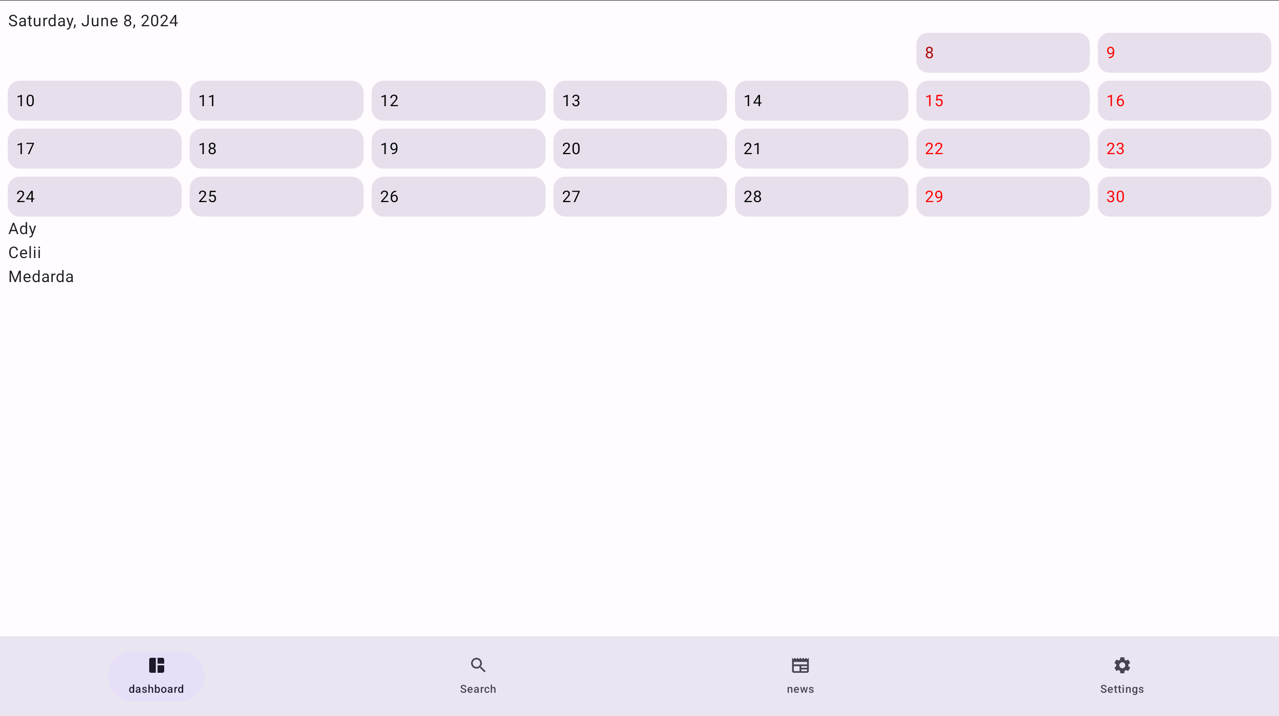 Saturday, June 8, 2024
8 9
10 11 12 13 14 15 16
17 18 19 20 21 22 23
24 25 26 27 28 29 30
Ady
Celii
Medarda
dashboard Search news Settings